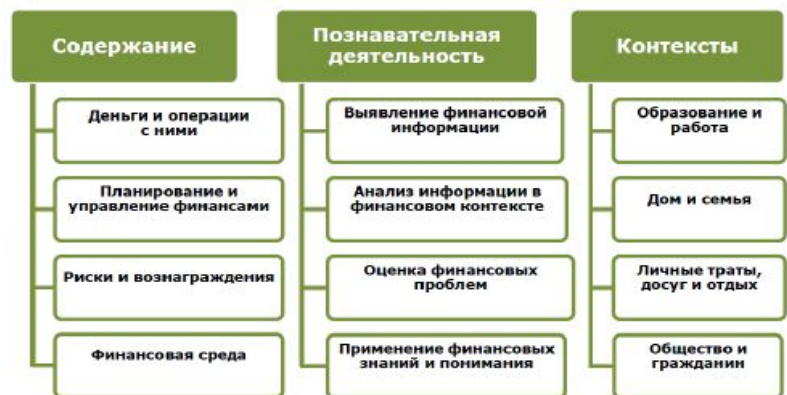 Содержание
Деньги и операции
с ними
Планирование и
управление финансами
Риски и вознаграждения
Финансовая среда
Познавательная
деятельность
Выявление финансовой
информации
Анализ информации в
финансовом контексте
Оценка финансовых
проблем
Применение финансовых
знаний и понимания
Контексты
Образование и
работа
Дом и семья
Личные траты,
досуг и отдых
Общество и
гражданин